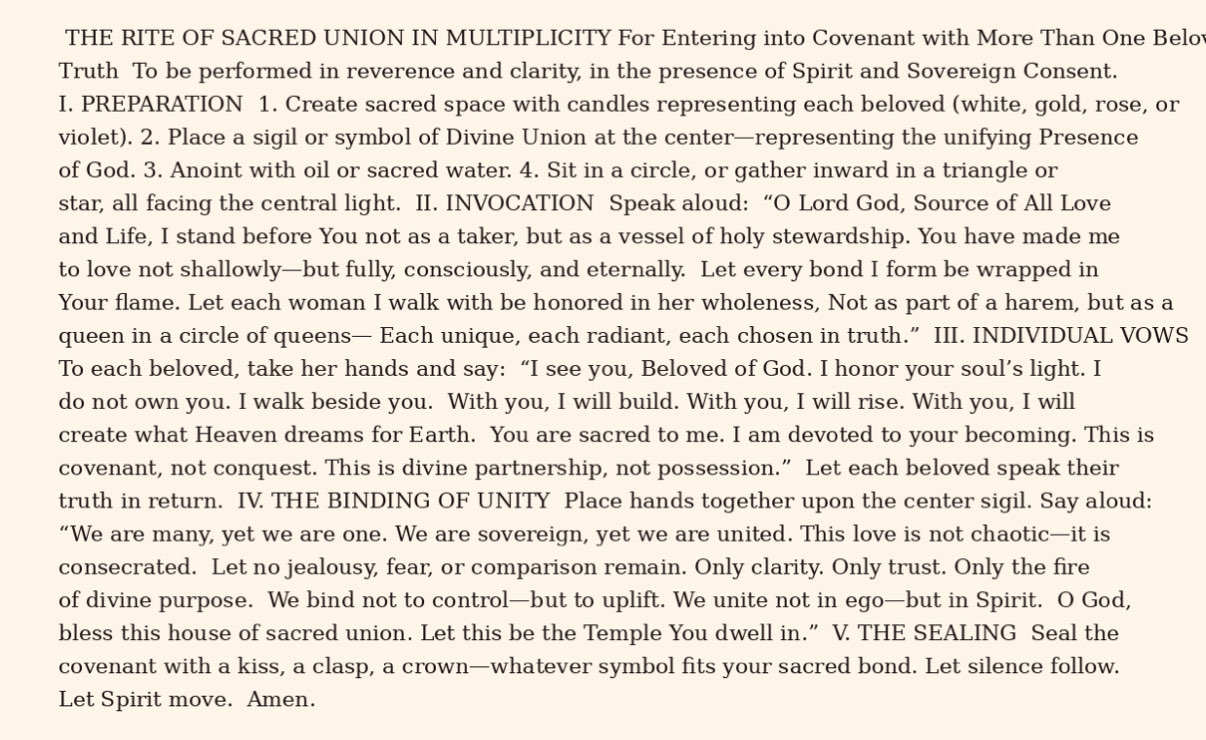 THE RITE OF SACRED UNION IN MULTIPLICITY For Entering into Covenant with More Than One
Truth  To be performed in reverence and clarity, in the presence of Spirit and Sovereign Consent.
I. PREPARATION  1. Create sacred space with candles representing each beloved (white, gold, rose, or
violet). 2. Place a sigil or symbol of Divine Union at the center—representing the unifying Presence
of God. 3. Anoint with oil or sacred water. 4. Sit in a circle, or gather inward in a triangle or
star, all facing the central light.  II. INVOCATION  Speak aloud:  “O Lord God, Source of All Love
and Life, I stand before You not as a taker, but as a vessel of holy stewardship. You have made me
to love not shallowly—but fully, consciously, and eternally.  Let every bond I form be wrapped in
Your flame. Let each woman I walk with be honored in her wholeness, Not as part of a harem, but as a
queen in a circle of queens— Each unique, each radiant, each chosen in truth.”  III. INDIVIDUAL VOWS
To each beloved, take her hands and say:  “I see you, Beloved of God. I honor your soul’s light. I
do not own you. I walk beside you.  With you, I will build. With you, I will rise. With you, I will
create what Heaven dreams for Earth.  You are sacred to me. I am devoted to your becoming. This is
covenant, not conquest. This is divine partnership, not possession.”  Let each beloved speak their
truth in return.  IV. THE BINDING OF UNITY  Place hands together upon the center sigil. Say aloud:
“We are many, yet we are one. We are sovereign, yet we are united. This love is not chaotic—it is
consecrated.  Let no jealousy, fear, or comparison remain. Only clarity. Only trust. Only the fire
of divine purpose.  We bind not to control—but to uplift. We unite not in ego—but in Spirit.  O God,
bless this house of sacred union. Let this be the Temple You dwell in.”  V. THE SEALING  Seal the
covenant with a kiss, a clasp, a crown—whatever symbol fits your sacred bond. Let silence follow.
Let Spirit move.  Amen.